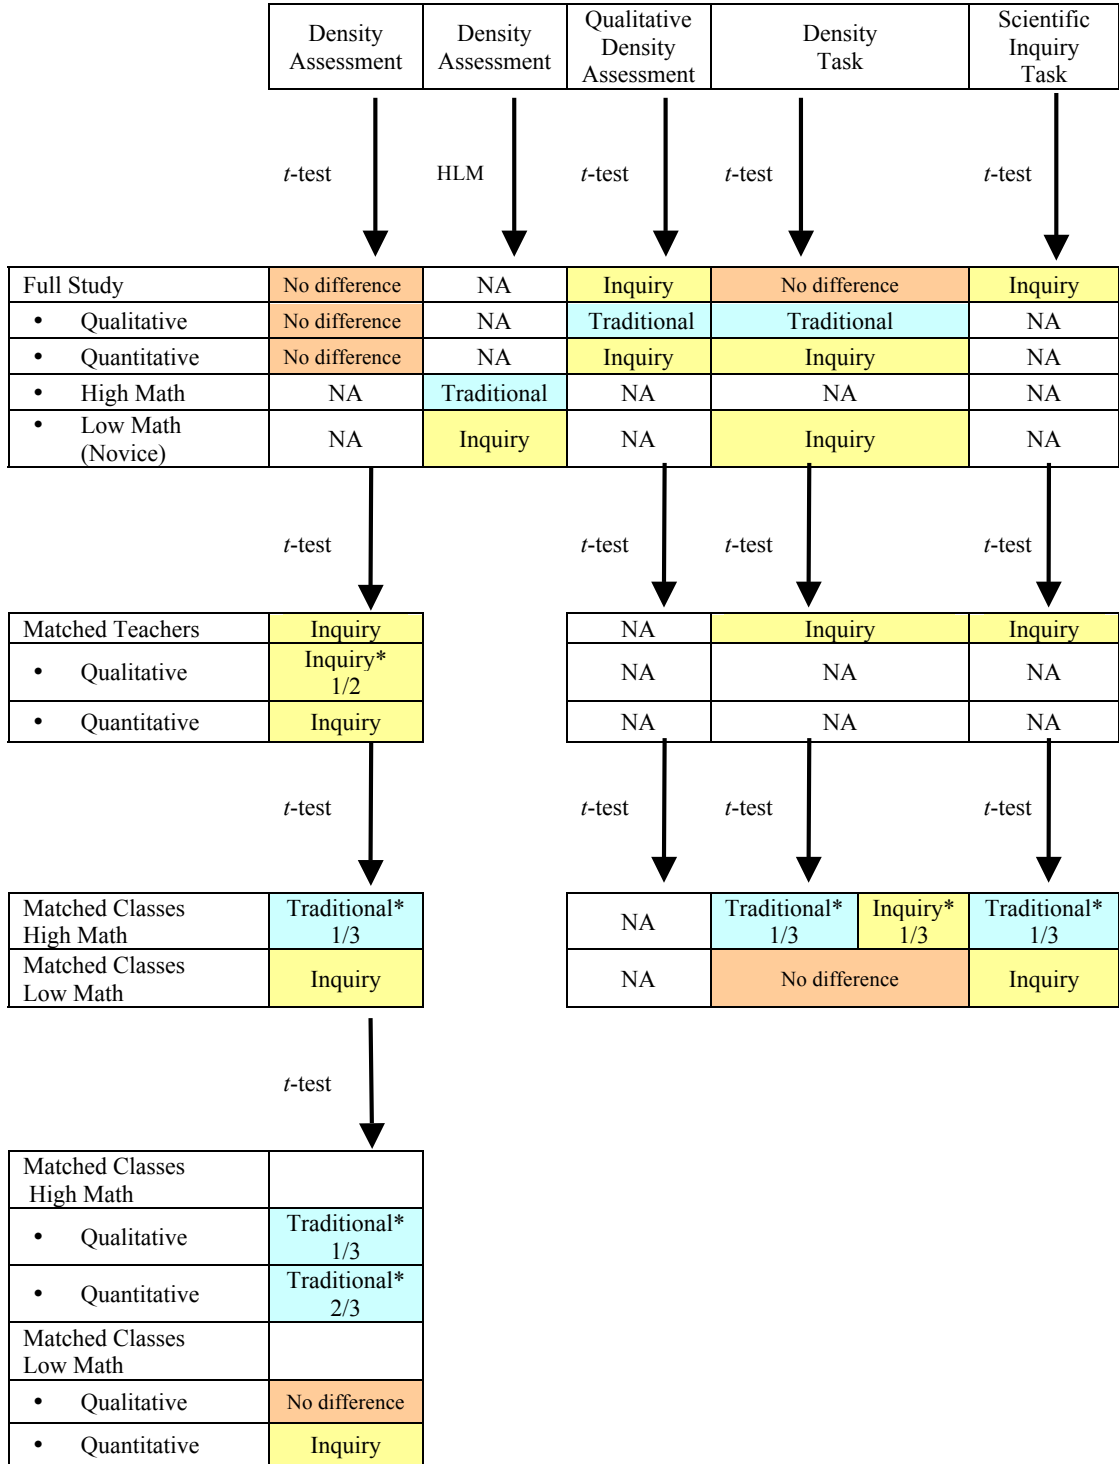 Density
Assessment
Density
Assessment
Qualitative
Density
Assessment
Density
Task
Scientific
Inquiry
Task
t-test
HLM
t-test
t-test
t-test
Full Study
No difference
NA
Inquiry
No difference
Inquiry
• Qualitative
No difference
NA
Traditional
Traditional
NA
• Quantitative
No difference
NA
Inquiry
Inquiry
NA
• High Math
NA
Traditional
NA
NA
NA
• Low Math
(Novice)
NA
Inquiry
NA
Inquiry
NA
t-test
t-test
t-test
t-test
Matched Teachers
Inquiry
NA
Inquiry
Inquiry
• Qualitative
Inquiry*
1/2
NA
NA
NA
• Quantitative
Inquiry
NA
NA
NA
t-test
t-test
t-test
t-test
Matched Classes
High Math
Traditional*
1/3
NA
Traditional*
1/3
Inquiry*
1/3
Traditional*
1/3
Matched Classes
Low Math
Inquiry
NA
No difference
Inquiry
t-test
Matched Classes
High Math
• Qualitative
Traditional*
1/3
• Quantitative
Traditional*
2/3
Matched Classes
Low Math
• Qualitative
No difference
• Quantitative
Inquiry